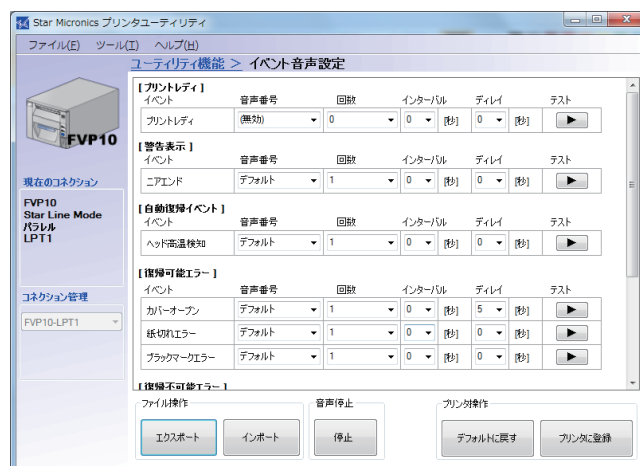 Star Micronics プリンタユーティリティ
ファイル(F) ツール(T) ヘルプ(H)
ユーティリティ機能 > イベント音声設定
FVP10
現在のコネクション
FVP10
Star Line Mode
パラレル
LPT1
コネクション管理
FVP10-LPT1
[ プリントレディ ]
イベント 音声番号 回数 インターバル ディレイ テスト
プリントレディ (無効) 0 0 [秒] 0 [秒]
[ 警告表示 ]
イベント 音声番号 回数 インターバル ディレイ テスト
ニアエンド デフォルト 1 0 [秒] 0 [秒]
[ 自動復帰イベント ]
イベント 音声番号 回数 インターバル ディレイ テスト
ヘッド高温検知 デフォルト 1 0 [秒] 0 [秒]
[ 復帰可能エラー ]
イベント 音声番号 回数 インターバル ディレイ テスト
カバーオープン デフォルト 1 0 [秒] 5 [秒]
紙切れエラー デフォルト 1 0 [秒] 0 [秒]
ブラックマークエラー デフォルト 1 0 [秒] 0 [秒]
[ 復帰不可能エラー ]
ファイル操作 音声停止 プリンタ操作
エクスポート インポート 停止 デフォルトに戻す プリンタに登録